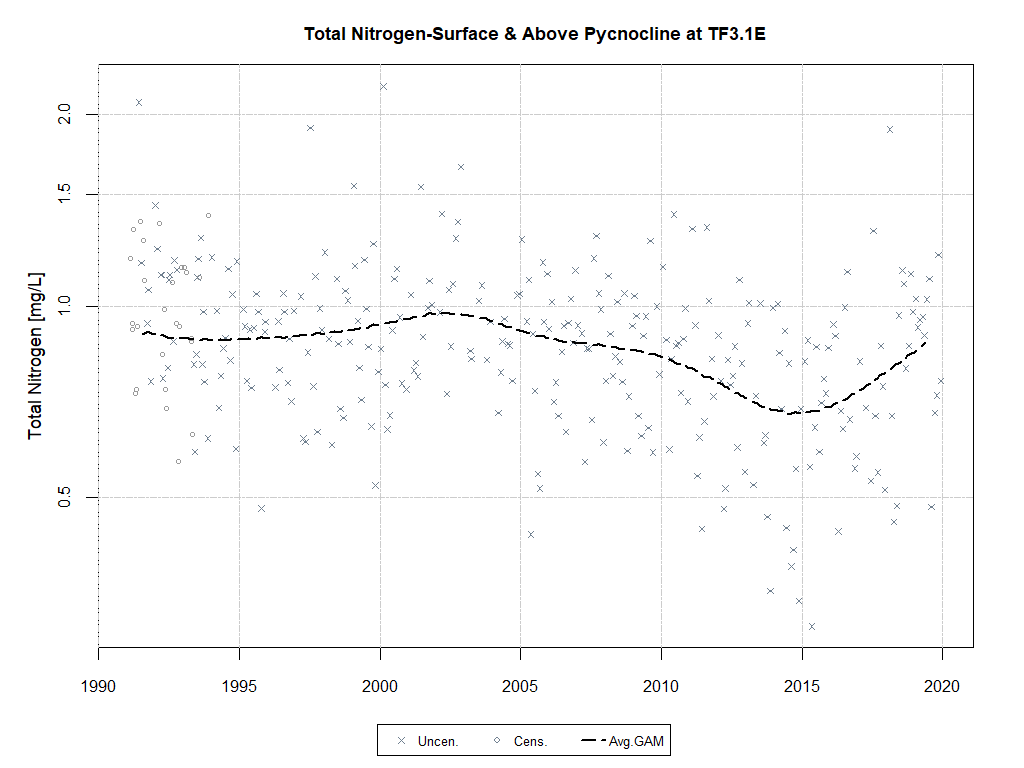 Total Nitrogen-Surface & Above Pycnocline at TF3.1E
Total Nitrogen [mg/L]
2.0
1.5
1.0
0.5
1990 1995 2000 2005 2010 2015 2020
Uncen. Cens. Avg.GAM